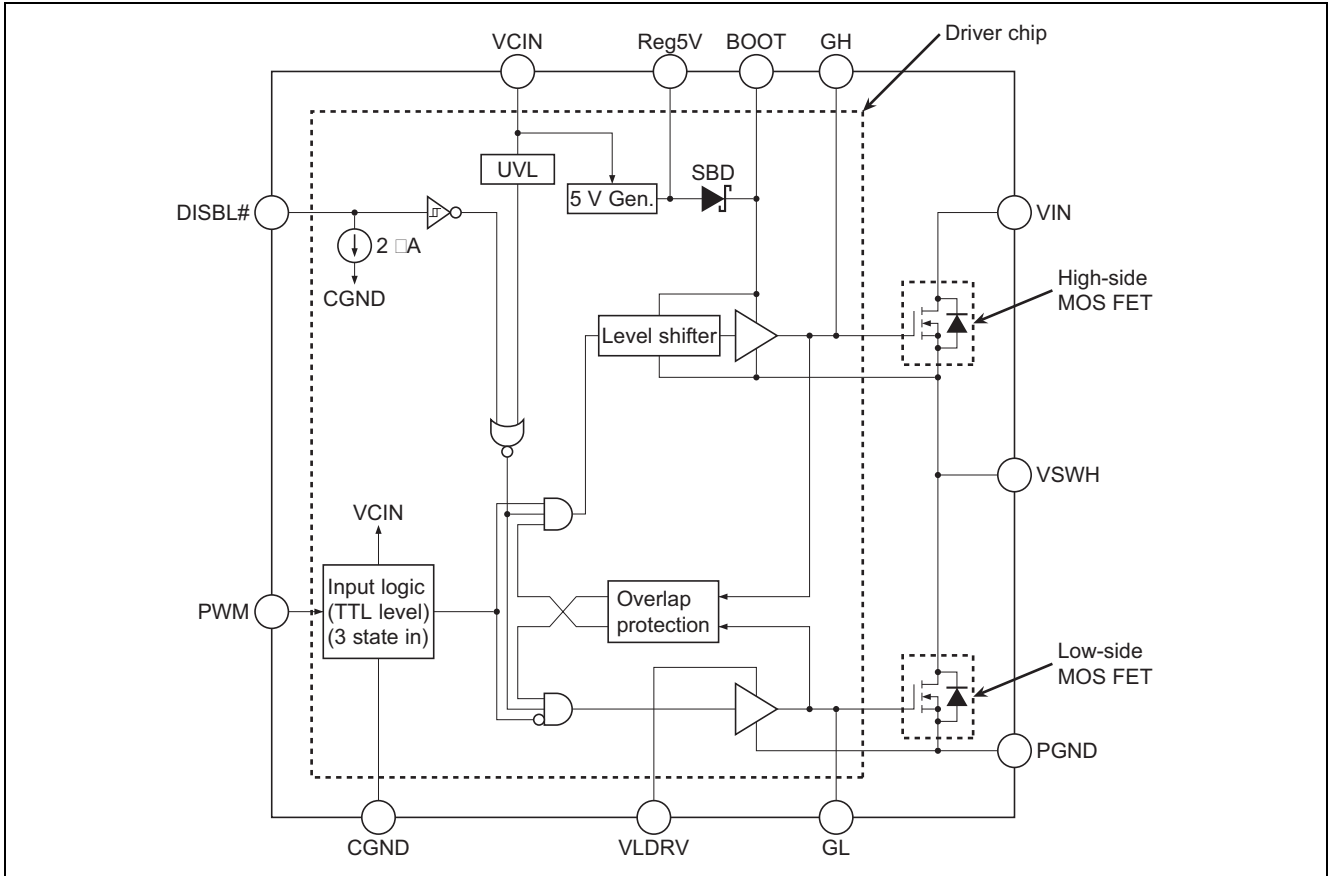 Driver chip
VCIN
Reg5V
BOOT
GH
UVL
SBD
5 V Gen.
DISBL#
2 □A
CGND
VIN
High-side
MOS FET
Level shifter
VSWH
VCIN
PWM
Input logic
(TTL level)
(3 state in)
Overlap
protection
Low-side
MOS FET
PGND
CGND
VLDRV
GL